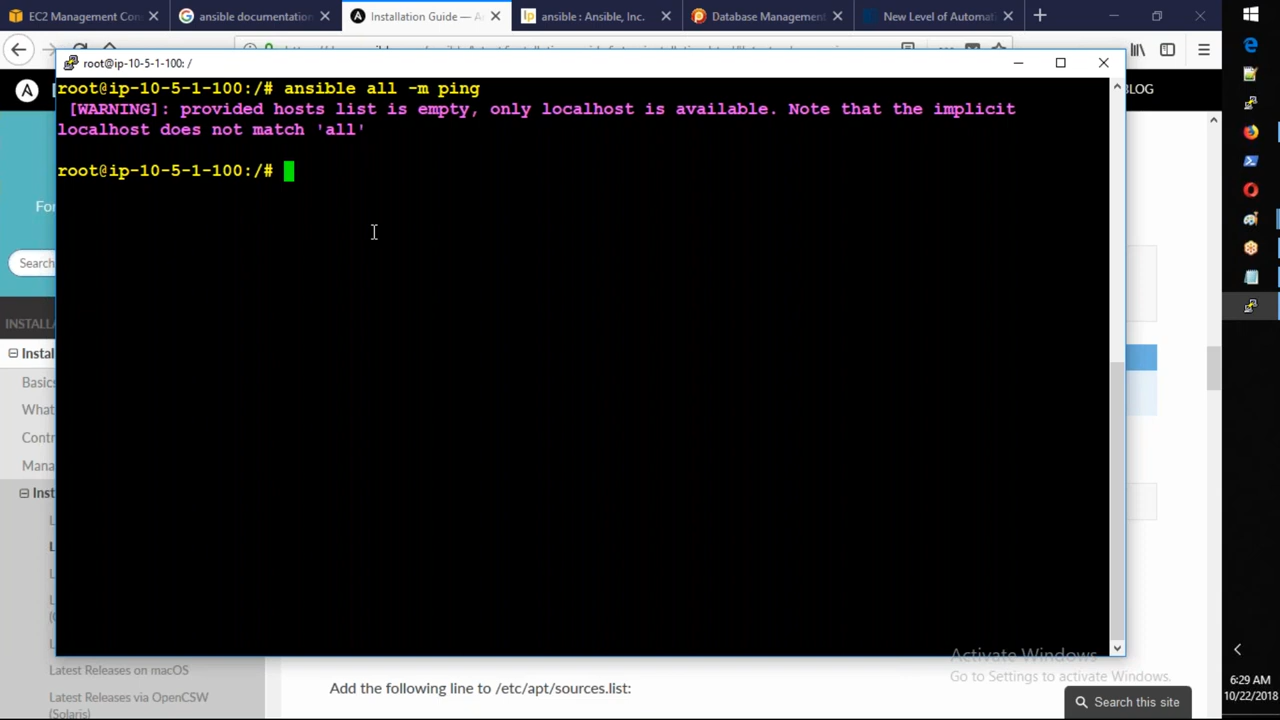 EC2 Management Con
ansible documentation
Installation Guide — A
ansible : Ansible, Inc.
Database Management
New Level of Automati
root@ip-10-5-1-100: /
root@ip-10-5-1-100:/# ansible all -m ping
[WARNING]: provided hosts list is empty, only localhost is available. Note that the implicit
localhost does not match 'all'
root@ip-10-5-1-100:/#
BLOG
For
Search
INSTALLA
Instal
Basics
What
Contr
Mana
Inst
L
L
L
L
(C
L
Latest Releases on macOS
Latest Releases via OpenCSW
(Solaris)
Add the following line to /etc/apt/sources.list:
Activate Windows
Go to Settings to activate Windows.
Search this site
6:29 AM
10/22/2018